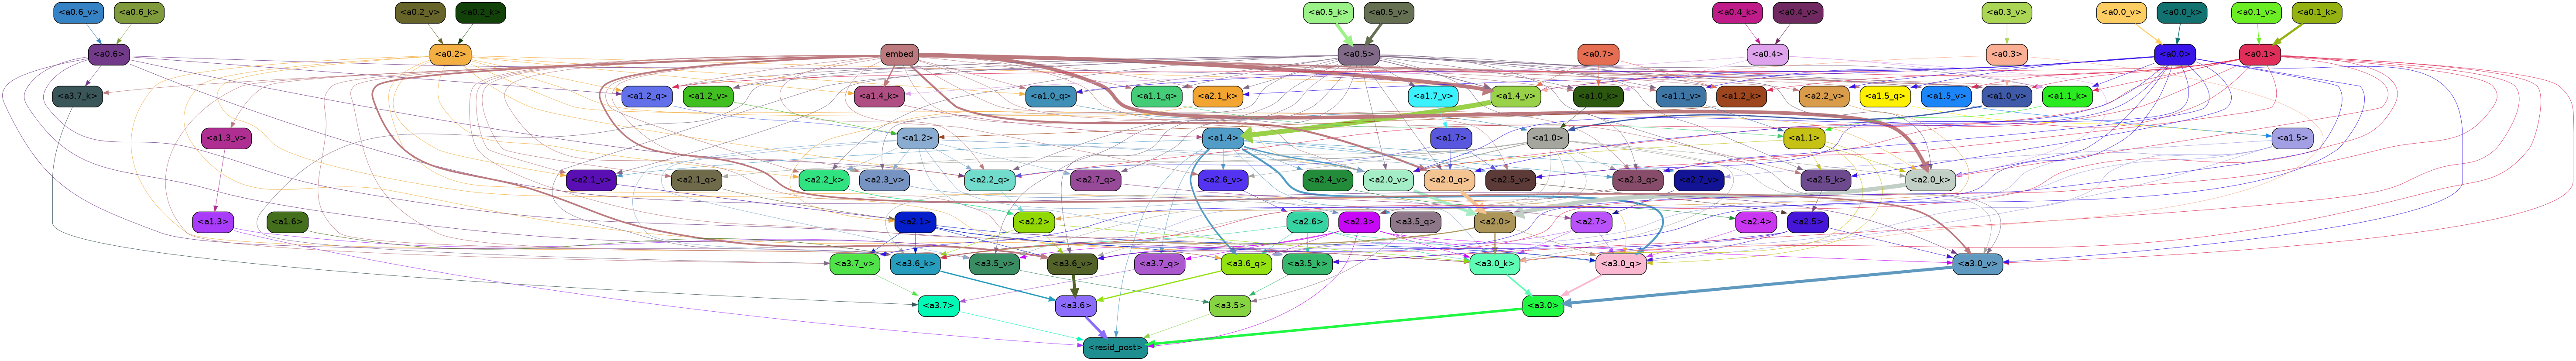 <a0.6_v> <a0.6_k> <a0.2_v> <a0.2_k> <a0.5_k> <a0.5_v> <a0.4_k> <a0.4_v> <a0.3_v> <a0.0_v> <a0.0_k> <a0.1_v> <a0.1_k>
<a0.6> <a0.2> embed <a0.5> <a0.7> <a0.4> <a0.3> <a0.0> <a0.1>
<a3.7_k> <a1.2_q> <a1.2_v> <a1.4_k> <a1.0_q> <a1.1_q> <a2.1_k> <a1.7_v> <a1.4_v> <a1.0_k> <a1.1_v> <a1.2_k> <a2.2_v> <a1.5_q> <a1.5_v> <a1.0_v> <a1.1_k>
<a1.3_v> <a1.2> <a1.4> <a1.7> <a1.0> <a1.1> <a1.5>
<a2.1_v> <a2.1_q> <a2.2_k> <a2.3_v> <a2.2_q> <a2.7_q> <a2.6_v> <a2.4_v> <a2.0_v> <a2.0_q> <a2.5_v> <a2.3_q> <a2.7_v> <a2.5_k> <a2.0_k>
<a1.3> <a1.6> <a2.1> <a2.2> <a2.6> <a2.3> <a3.5_q> <a2.0> <a2.7> <a2.4> <a2.5>
<a3.7_v> <a3.6_k> <a3.5_v> <a3.6_v> <a3.7_q> <a3.6_q> <a3.5_k> <a3.0_k> <a3.0_q> <a3.0_v>
<a3.7> <a3.6> <a3.5> <a3.0>
<resid_post>